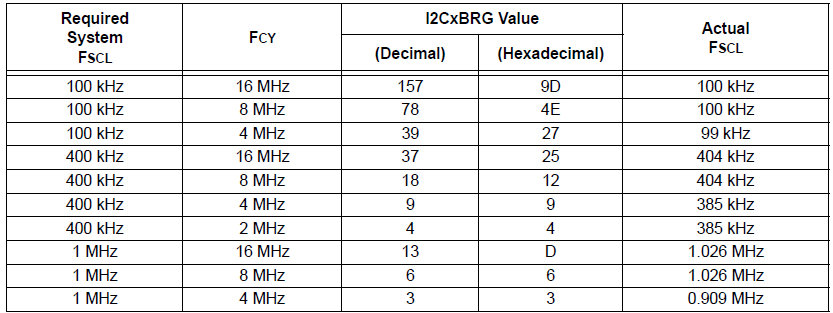 Required System FSCL FCY I2CxBRG Value Actual FSCL
(Decimal) (Hexadecimal)
100 kHz 16 MHz 157 9D 100 kHz
100 kHz 8 MHz 78 4E 100 kHz
100 kHz 4 MHz 39 27 99 kHz
400 kHz 16 MHz 37 25 404 kHz
400 kHz 8 MHz 18 12 404 kHz
400 kHz 4 MHz 9 9 385 kHz
400 kHz 2 MHz 4 4 385 kHz
1 MHz 16 MHz 13 D 1.026 MHz
1 MHz 8 MHz 6 6 1.026 MHz
1 MHz 4 MHz 3 3 0.909 MHz